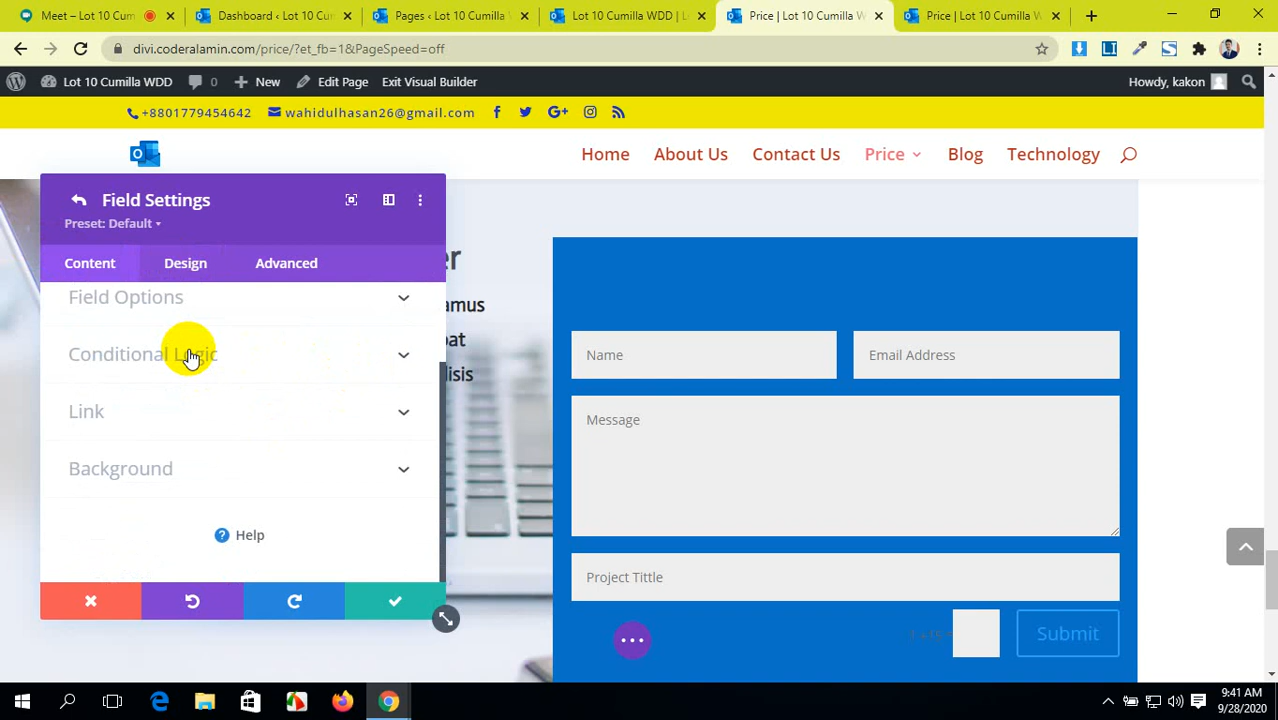 Meet – Lot 10 Cum
Dashboard ‹ Lot 10 Cu
Pages ‹ Lot 10 Cumilla
Lot 10 Cumilla WDD | L
Price | Lot 10 Cumilla W
Price | Lot 10 Cumilla
divi.coderalamin.com/price/?et_fb=1&PageSpeed=off
Lot 10 Cumilla WDD
0
New
Edit Page
Exit Visual Builder
Howdy, kakon
+8801779454642
wahidulhasan26@gmail.com
Home
About Us
Contact Us
Price
Blog
Technology
Field Settings
Preset: Default
Content
Design
Advanced
Field Options
Conditional Logic
Link
Background
Help
er
amus
pat
ilisis
Name
Email Address
Message
Project Tittle
Submit
9:41 AM
9/28/2020